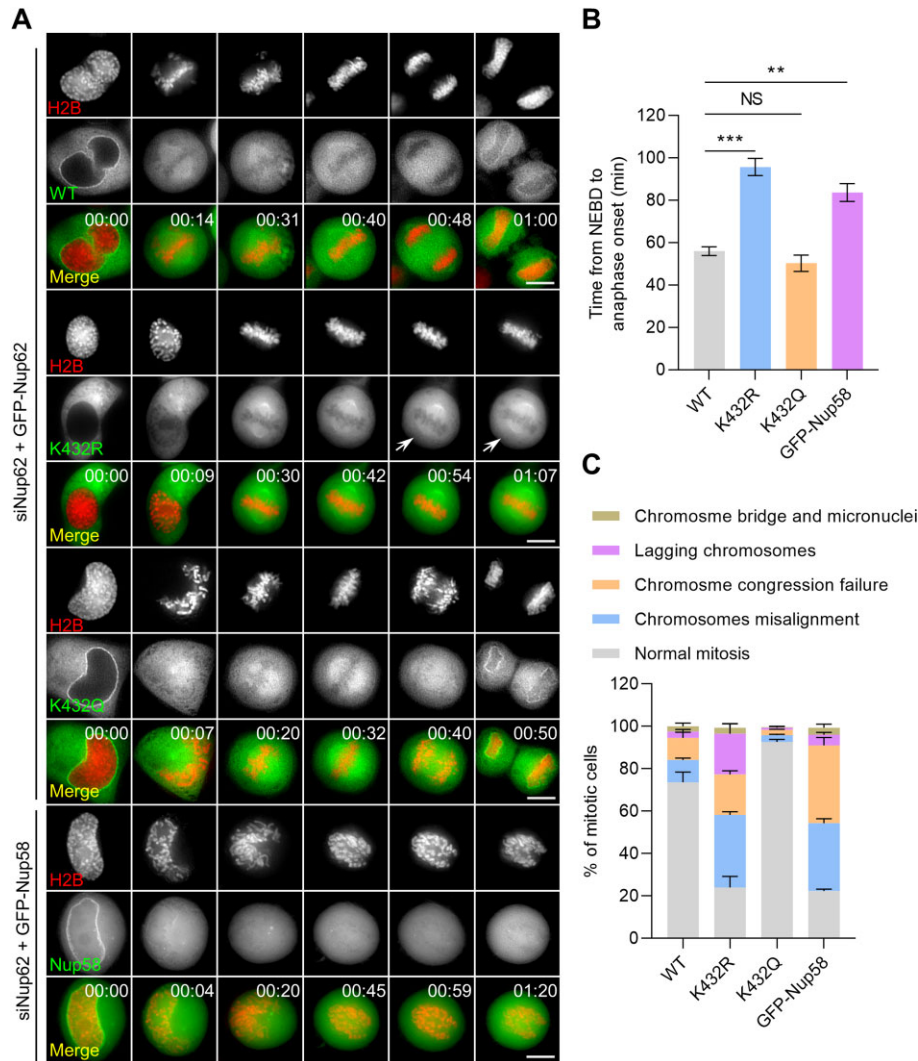 A
siNup62 + GFP-Nup62
H2B
WT
00:00 00:14 00:31 00:40 00:48 01:00
Merge
H2B
K432R
00:00 00:09 00:30 00:42 00:54 01:07
Merge
H2B
K432Q
00:00 00:07 00:20 00:32 00:40 00:50
Merge
siNup62 + GFP-Nup58
H2B
Nup58
00:00 00:04 00:20 00:45 00:59 01:20
Merge
B
Time from NEBD to
anaphase onset (min)
120
100
80
60
40
20
0
**
NS
***
WT K432R K432Q GFP-Nup58
C
Chromosme bridge and micronuclei
Lagging chromosomes
Chromosme congression failure
Chromosomes misalignment
Normal mitosis
% of mitotic cells
120
100
80
60
40
20
0
WT K432R K432Q GFP-Nup58